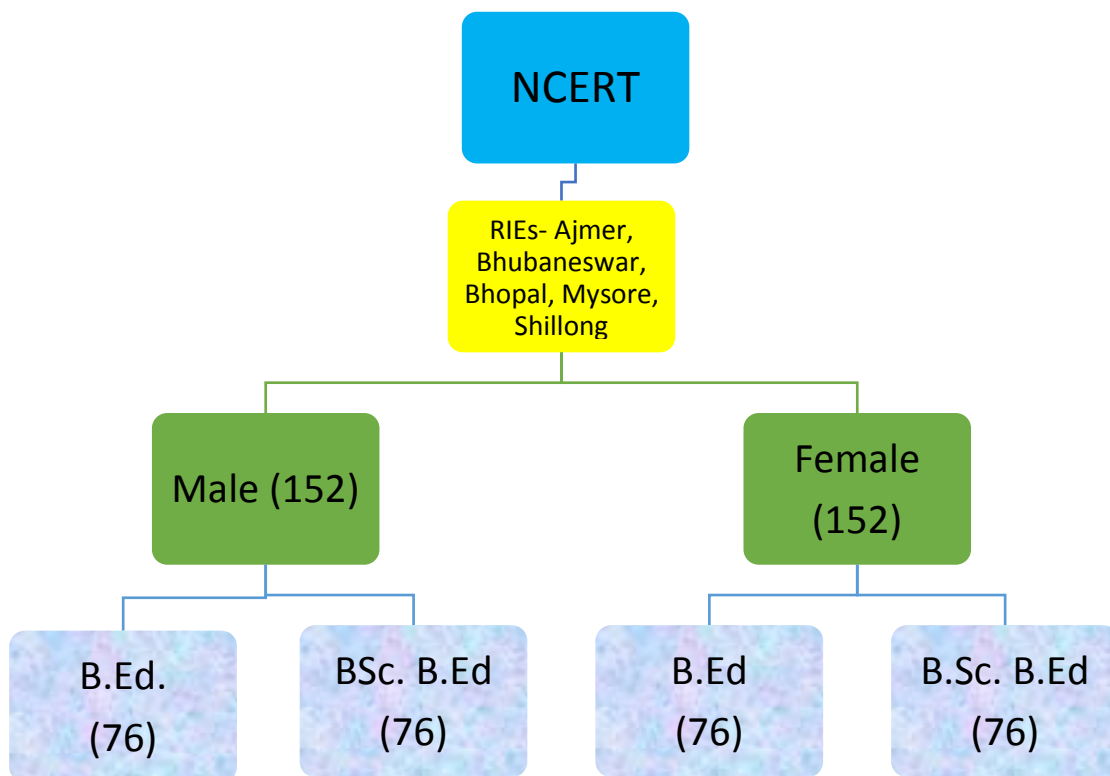 NCERT
RIEs- Ajmer,
Bhubaneswar,
Bhopal, Mysore,
Shillong
Male (152)
Female
(152)
B.Ed.
(76)
BSc. B.Ed
(76)
B.Ed
(76)
B.Sc. B.Ed
(76)